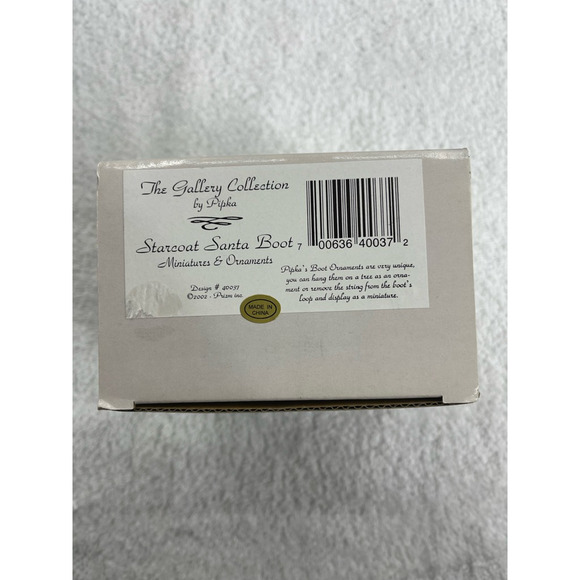 The Gallery Collection
by Pipka
Starcoat Santa Boot
Miniatures & Ornaments
Design # 40037
©2002 - Prizm inc.
7 00636 40037 2
Pipka's Boot Ornaments are very unique,
you can hang them on a tree as an orna-
ment or remove the string from the boot's
loop and display as a miniature.
MADE IN
CHINA